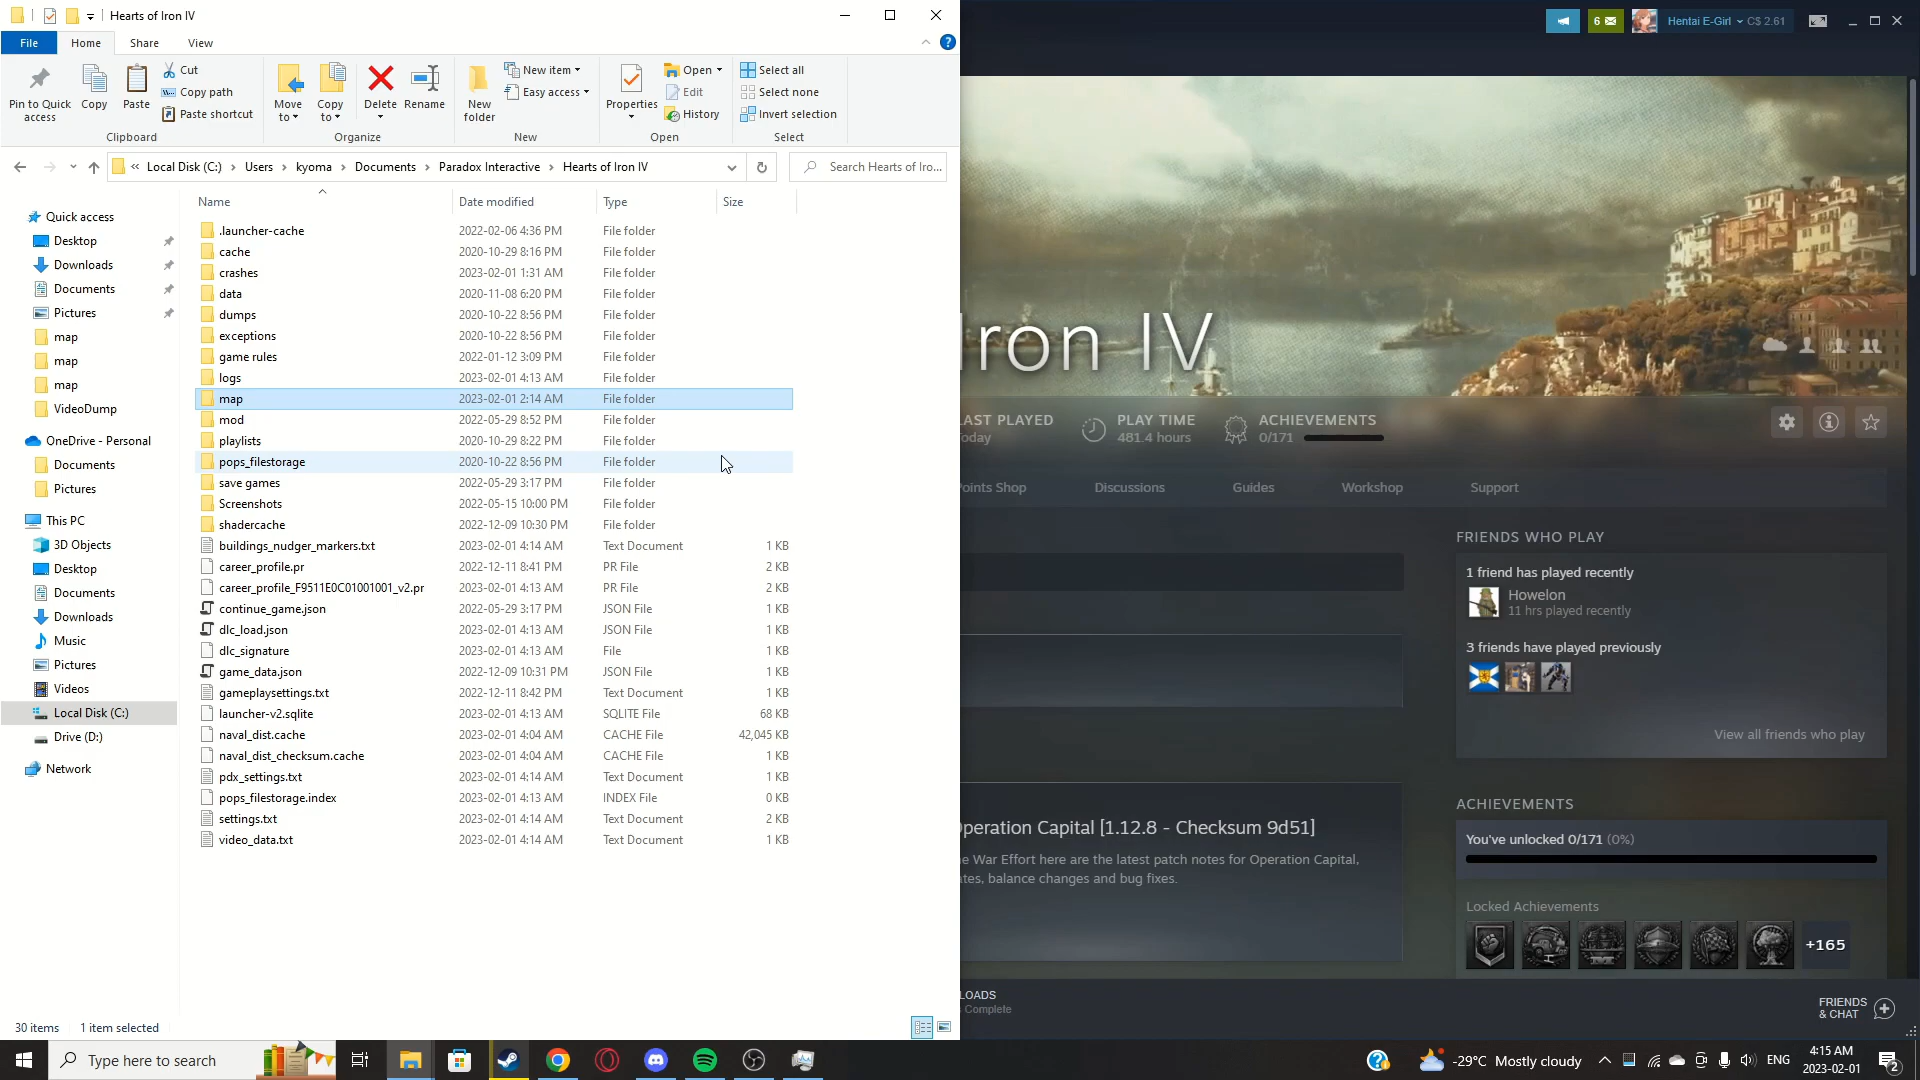 Hearts of Iron IV
File Home Share View
Pin to Quick access
Copy
Paste
Cut
Copy path
Paste shortcut
Clipboard
Move to
Copy to
Delete
Rename
Organize
New folder
New item
Easy access
New
Properties
Open
Edit
History
Open
Select all
Select none
Invert selection
Select
« Local Disk (C:) › Users › kyoma › Documents › Paradox Interactive › Hearts of Iron IV
Search Hearts of Iro...
Name Date modified Type Size
Quick access
Desktop
Downloads
Documents
Pictures
map
map
map
VideoDump
OneDrive - Personal
Documents
Pictures
This PC
3D Objects
Desktop
Documents
Downloads
Music
Pictures
Videos
Local Disk (C:)
Drive (D:)
Network
.launcher-cache 2022-02-06 4:36 PM File folder
cache 2020-10-29 8:16 PM File folder
crashes 2023-02-01 1:31 AM File folder
data 2020-11-08 6:20 PM File folder
dumps 2020-10-22 8:56 PM File folder
exceptions 2020-10-22 8:56 PM File folder
game rules 2022-01-12 3:09 PM File folder
logs 2023-02-01 4:13 AM File folder
map 2023-02-01 2:14 AM File folder
mod 2022-05-29 8:52 PM File folder
playlists 2020-10-29 8:22 PM File folder
pops_filestorage 2020-10-22 8:56 PM File folder
save games 2022-05-29 3:17 PM File folder
Screenshots 2022-05-15 10:00 PM File folder
shadercache 2022-12-09 10:30 PM File folder
buildings_nudger_markers.txt 2023-02-01 4:14 AM Text Document 1 KB
career_profile.pr 2022-12-11 8:41 PM PR File 2 KB
career_profile_F9511E0C01001001_v2.pr 2023-02-01 4:13 AM PR File 2 KB
continue_game.json 2022-05-29 3:17 PM JSON File 1 KB
dlc_load.json 2023-02-01 4:13 AM JSON File 1 KB
dlc_signature 2023-02-01 4:13 AM File 1 KB
game_data.json 2022-12-09 10:31 PM JSON File 1 KB
gameplaysettings.txt 2022-12-11 8:42 PM Text Document 1 KB
launcher-v2.sqlite 2023-02-01 4:13 AM SQLITE File 68 KB
naval_dist.cache 2023-02-01 4:04 AM CACHE File 42,045 KB
naval_dist_checksum.cache 2023-02-01 4:04 AM CACHE File 1 KB
pdx_settings.txt 2023-02-01 4:14 AM Text Document 1 KB
pops_filestorage.index 2023-02-01 4:13 AM INDEX File 0 KB
settings.txt 2023-02-01 4:14 AM Text Document 2 KB
video_data.txt 2023-02-01 4:14 AM Text Document 1 KB
30 items 1 item selected
6
Hentai E-Girl C$ 2.61
Iron IV
LAST PLAYED
oday
PLAY TIME
481.4 hours
ACHIEVEMENTS
0/171
Points Shop Discussions Guides Workshop Support
FRIENDS WHO PLAY
1 friend has played recently
Howelon
11 hrs played recently
3 friends have played previously
View all friends who play
ACHIEVEMENTS
You've unlocked 0/171 (0%)
Locked Achievements
+165
Operation Capital [1.12.8 - Checksum 9d51]
e War Effort here are the latest patch notes for Operation Capital,
ates, balance changes and bug fixes.
LOADS
Complete
FRIENDS & CHAT
Type here to search
-29°C Mostly cloudy
ENG
4:15 AM
2023-02-01
2